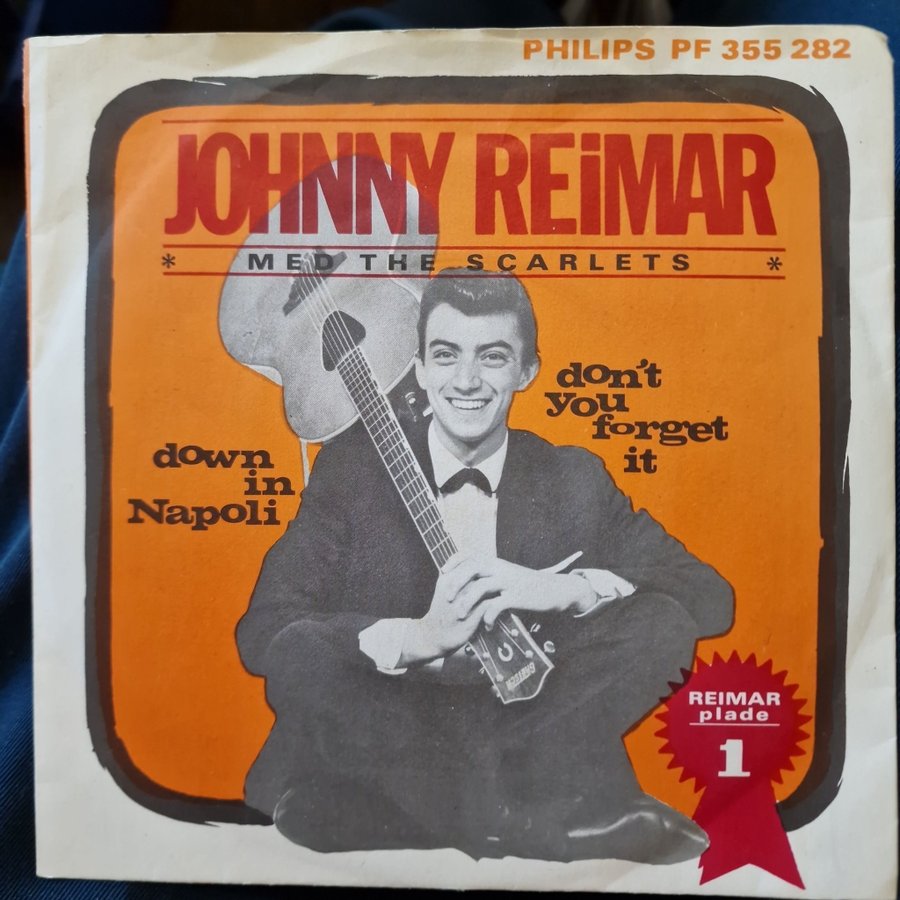 PHILIPS PF 355 282
JOHNNY REiMAR
* MED THE SCARLETS *
don't
you
forget
it
down
in
Napoli
GRETSCH
REIMAR
plade
1